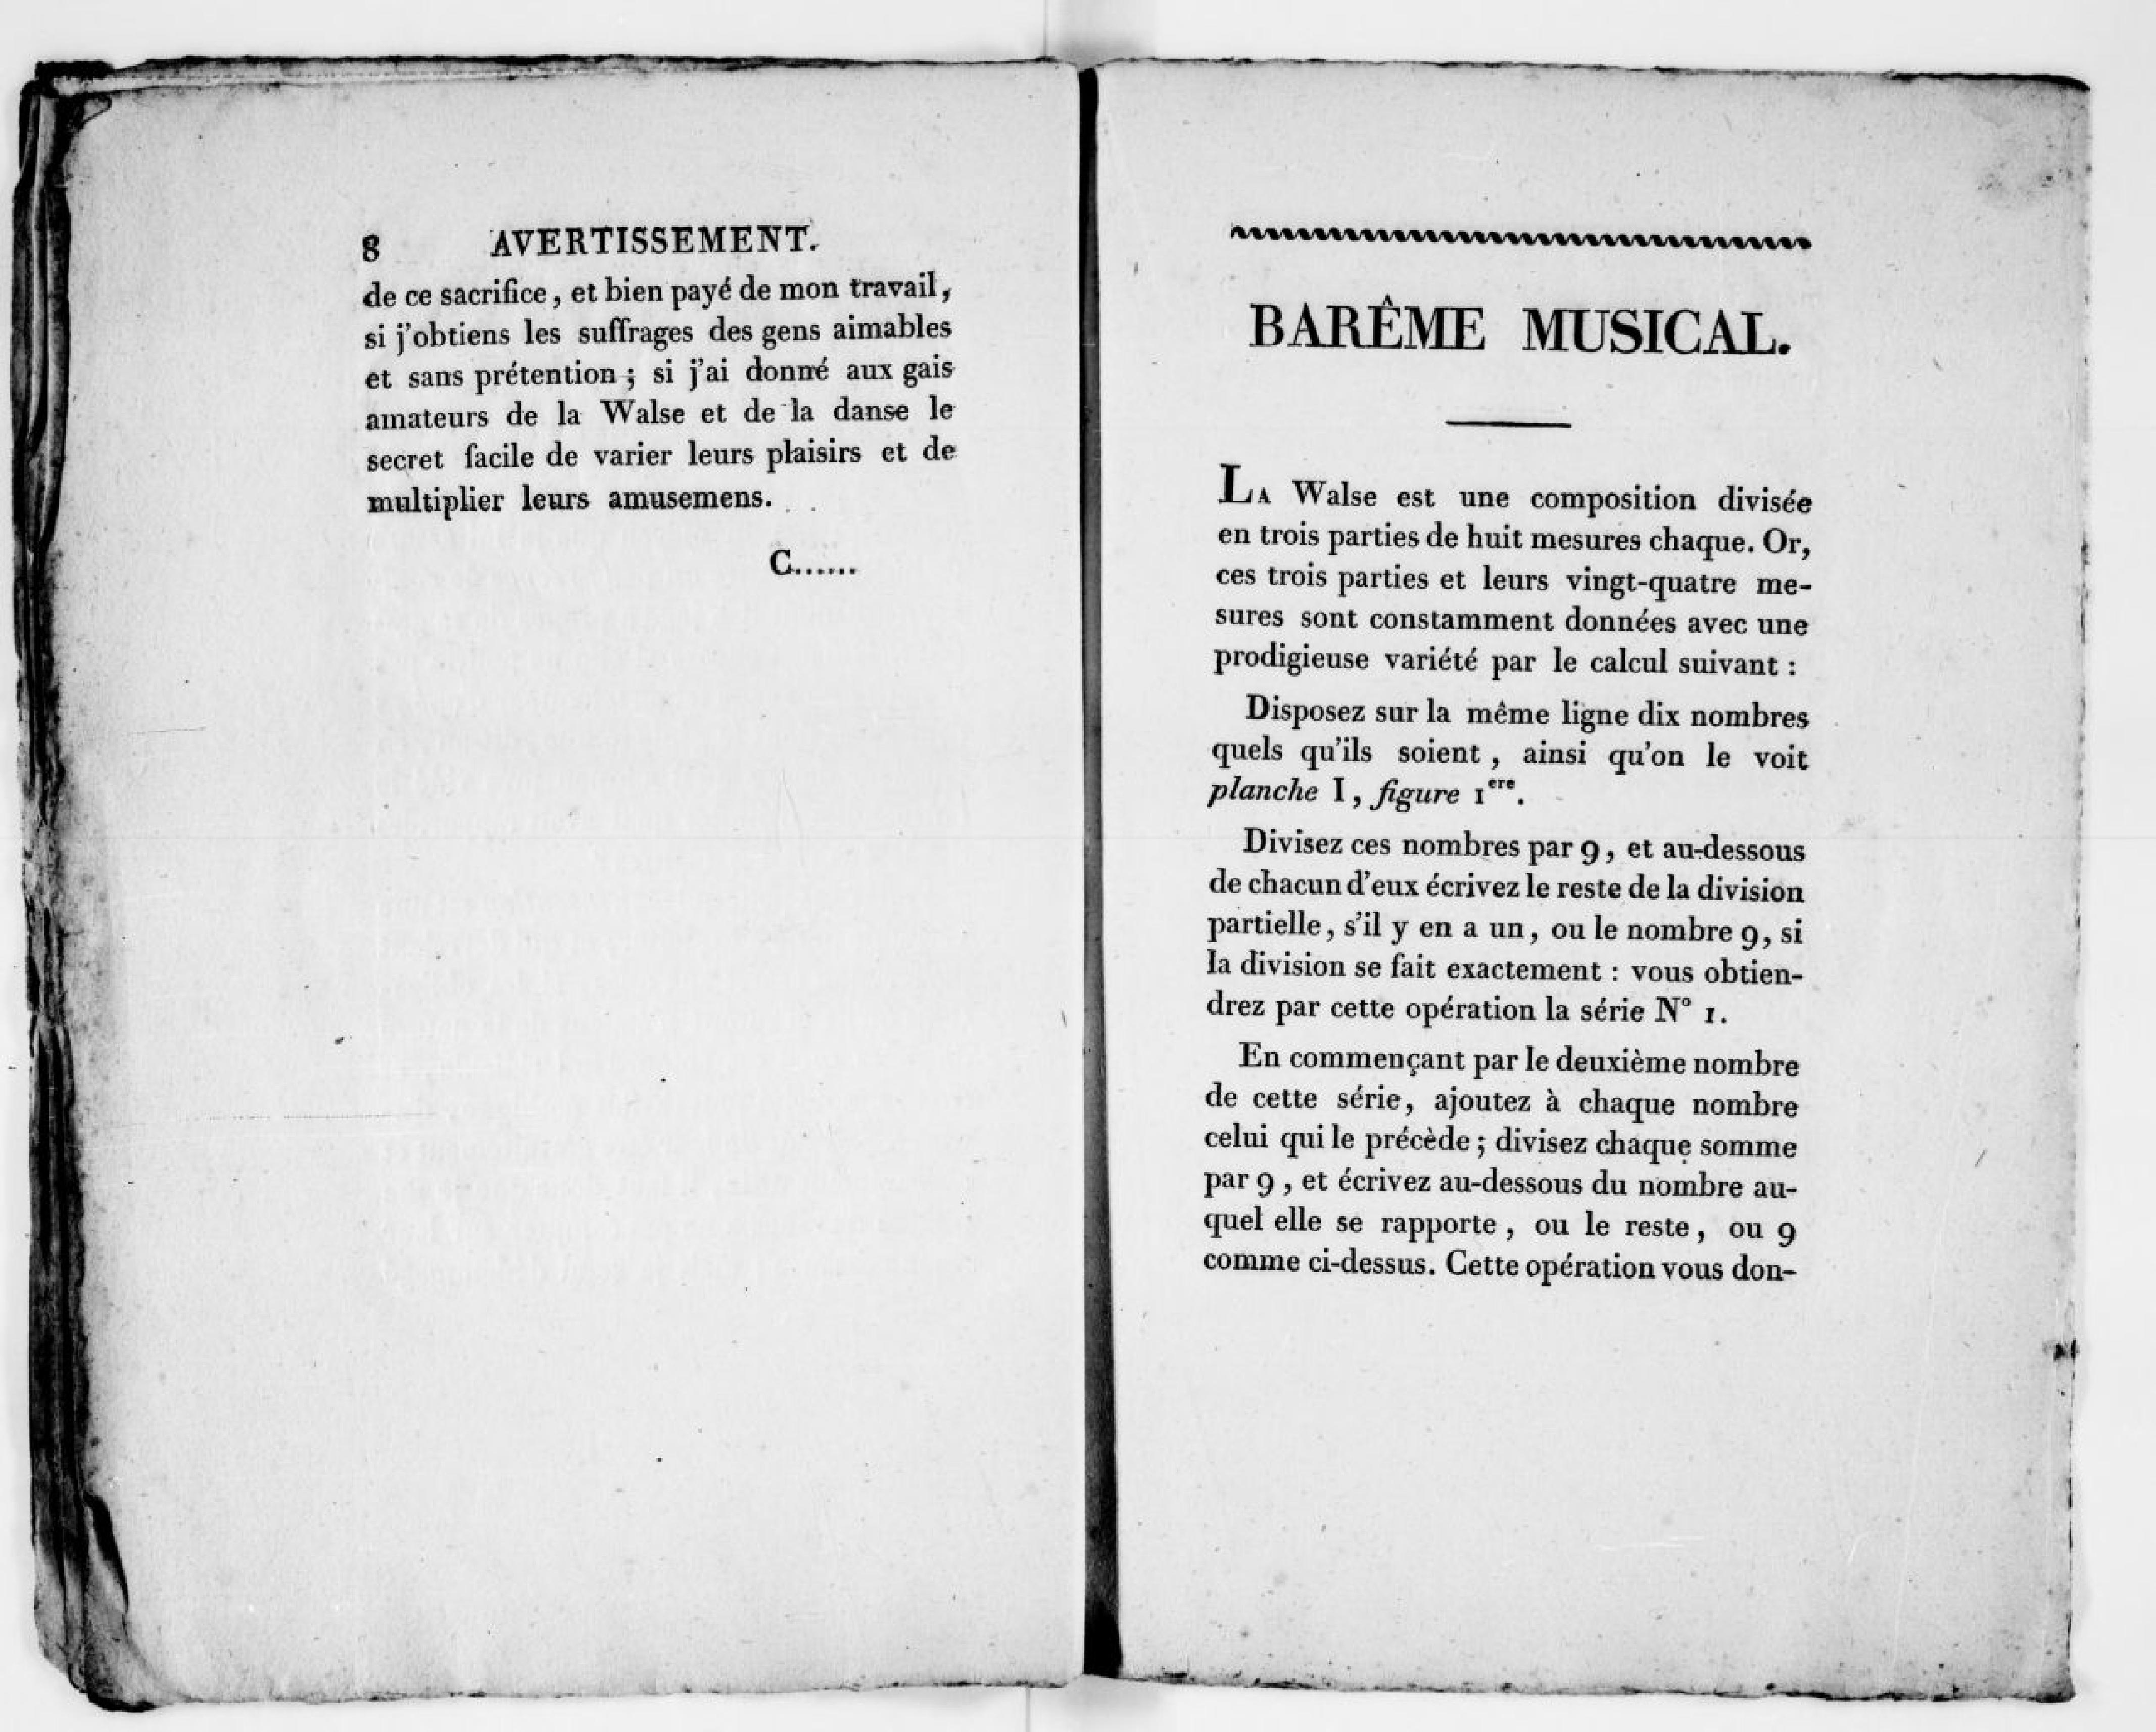 8 AVERTISSEMENT.
de ce sacrifice, et bien payé de mon travail,
si j'obtiens les suffrages des gens aimables
et sans prétention ; si j'ai donné aux gais
amateurs de la Walse et de la danse le
secret facile de varier leurs plaisirs et de
multiplier leurs amusemens.
C......
BARÊME MUSICAL.
LA Walse est une composition divisée
en trois parties de huit mesures chaque. Or,
ces trois parties et leurs vingt-quatre me-
sures sont constamment données avec une
prodigieuse variété par le calcul suivant :
Disposez sur la même ligne dix nombres
quels qu'ils soient, ainsi qu'on le voit
planche I, figure 1ere.
Divisez ces nombres par 9, et au-dessous
de chacun d'eux écrivez le reste de la division
partielle, s'il y en a un, ou le nombre 9, si
la division se fait exactement : vous obtien-
drez par cette opération la série N° 1.
En commençant par le deuxième nombre
de cette série, ajoutez à chaque nombre
celui qui le précède ; divisez chaque somme
par 9, et écrivez au-dessous du nombre au-
quel elle se rapporte, ou le reste, ou 9
comme ci-dessus. Cette opération vous don-